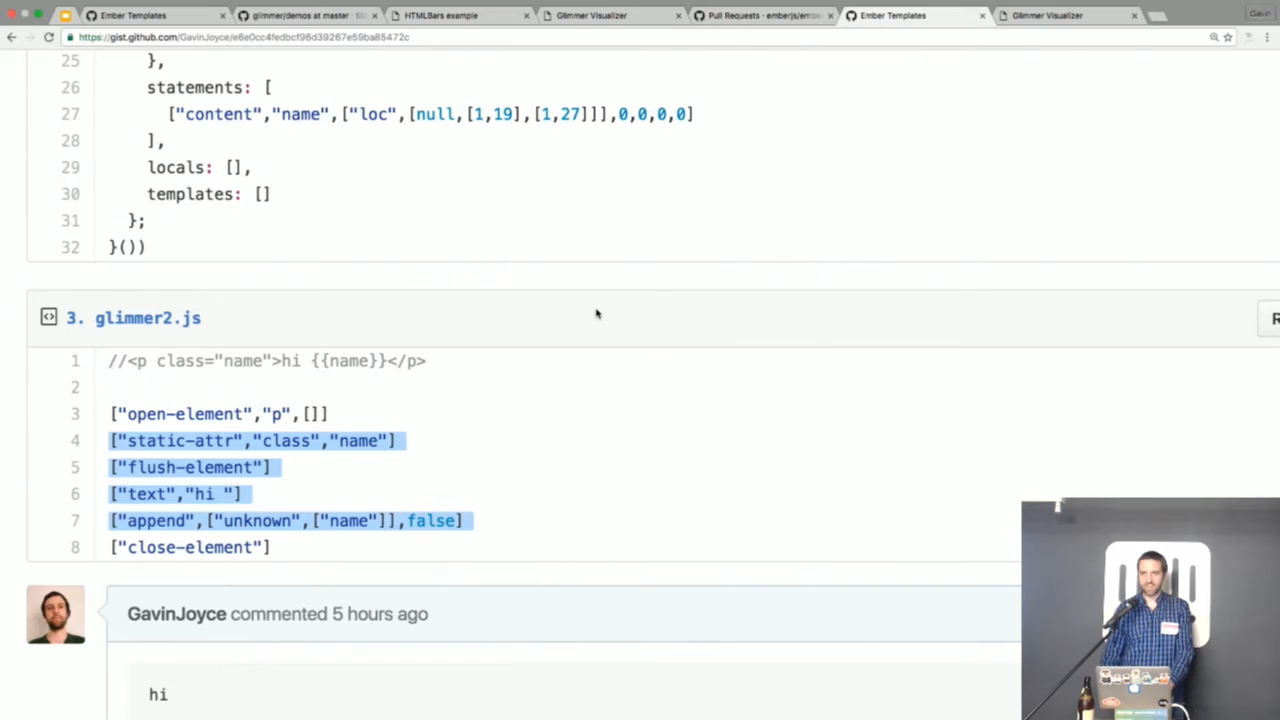 Ember Templates
glimmer/demos at master · tild
HTMLBars example
Glimmer Visualizer
Pull Requests · emberjs/embe
Ember Templates
Glimmer Visualizer
Gavin
https://gist.github.com/GavinJoyce/e6e0cc4fedbcf96d39267e59ba85472c
25 },
26 statements: [
27 ["content","name",["loc",[null,[1,19],[1,27]]],0,0,0,0]
28 ],
29 locals: [],
30 templates: []
31 };
32 }())
3. glimmer2.js
R
1 //<p class="name">hi {{name}}</p>
2
3 ["open-element","p",[]]
4 ["static-attr","class","name"]
5 ["flush-element"]
6 ["text","hi "]
7 ["append",["unknown",["name"]],false]
8 ["close-element"]
GavinJoyce commented 5 hours ago
hi